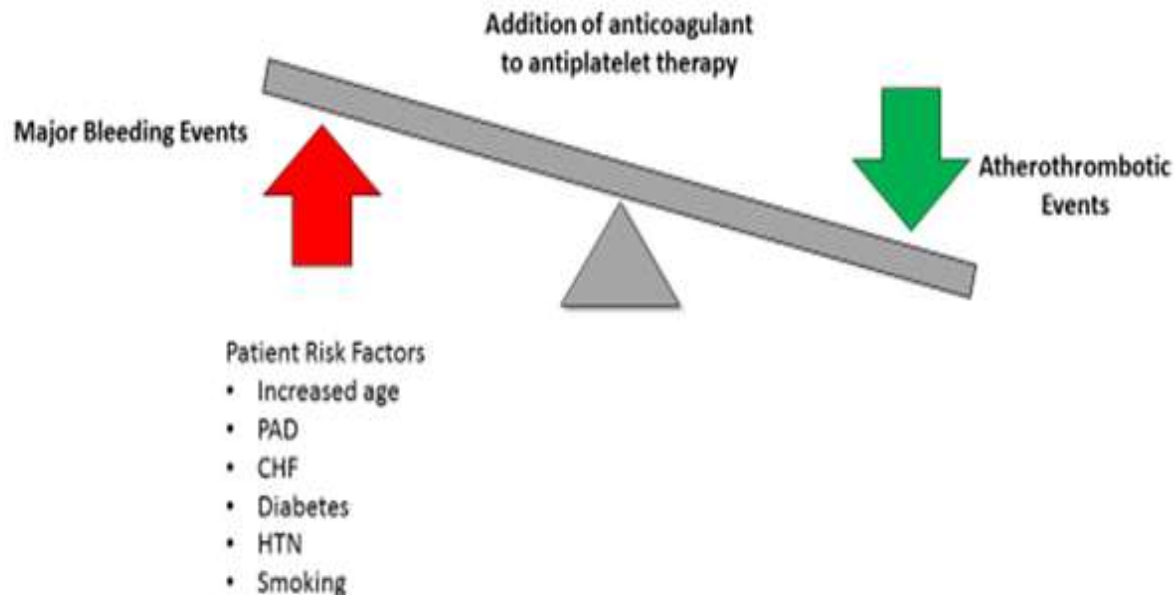 Addition of anticoagulant
to antiplatelet therapy
Major Bleeding Events
Atherothrombotic
Events
Patient Risk Factors
• Increased age
• PAD
• CHF
• Diabetes
• HTN
• Smoking